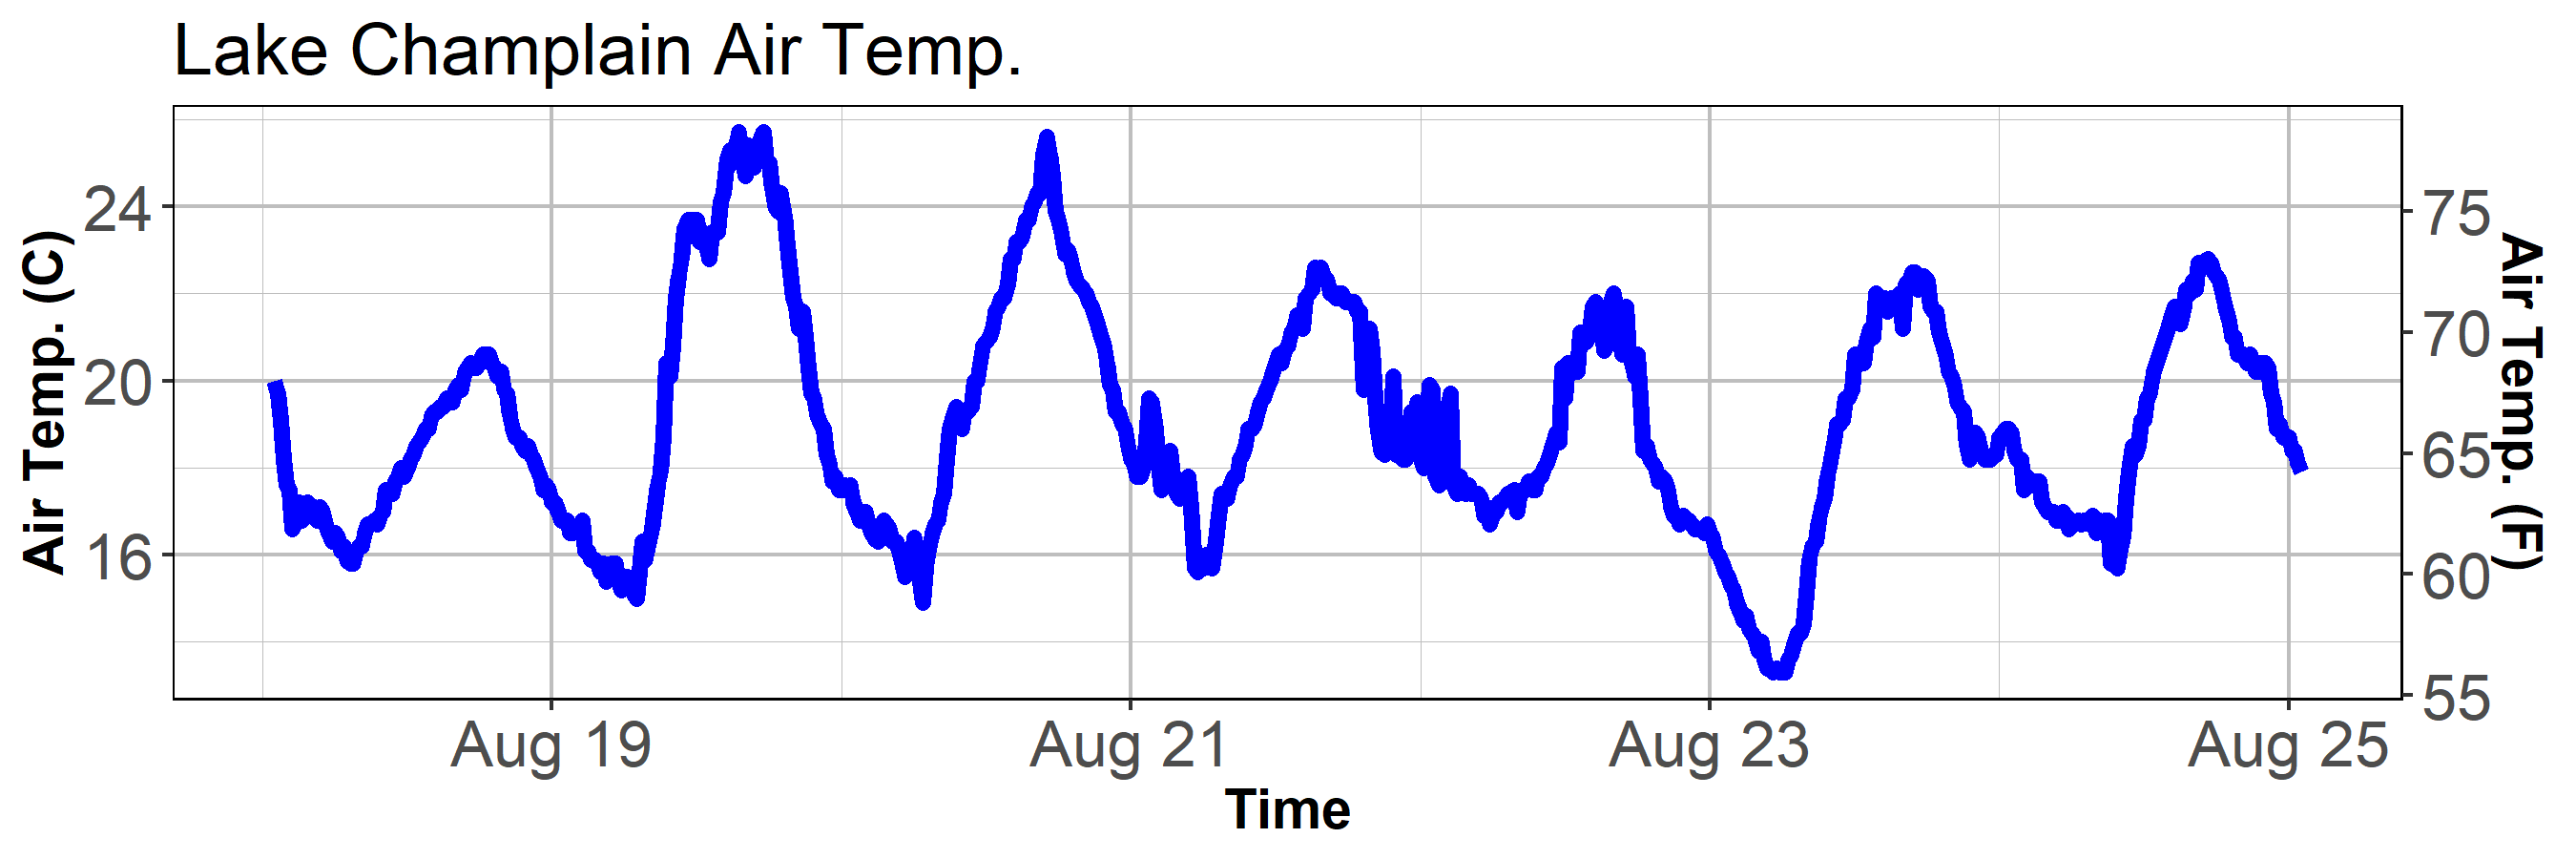 Lake Champlain Air Temp.
Air Temp. (C)
24
20
16
75
70
65
60
55
Air Temp. (F)
Aug 19
Aug 21
Aug 23
Aug 25
Time